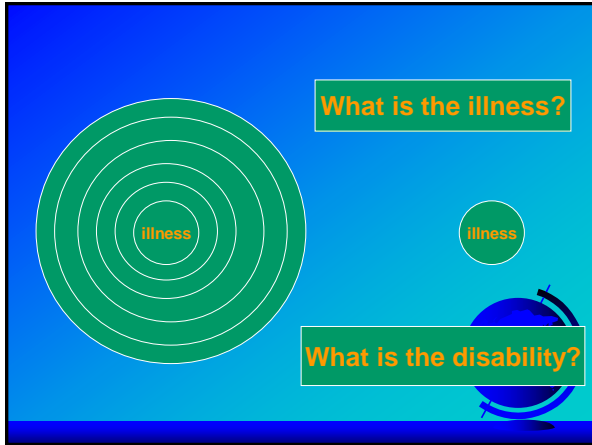 What is the illness?
illness
illness
What is the disability?